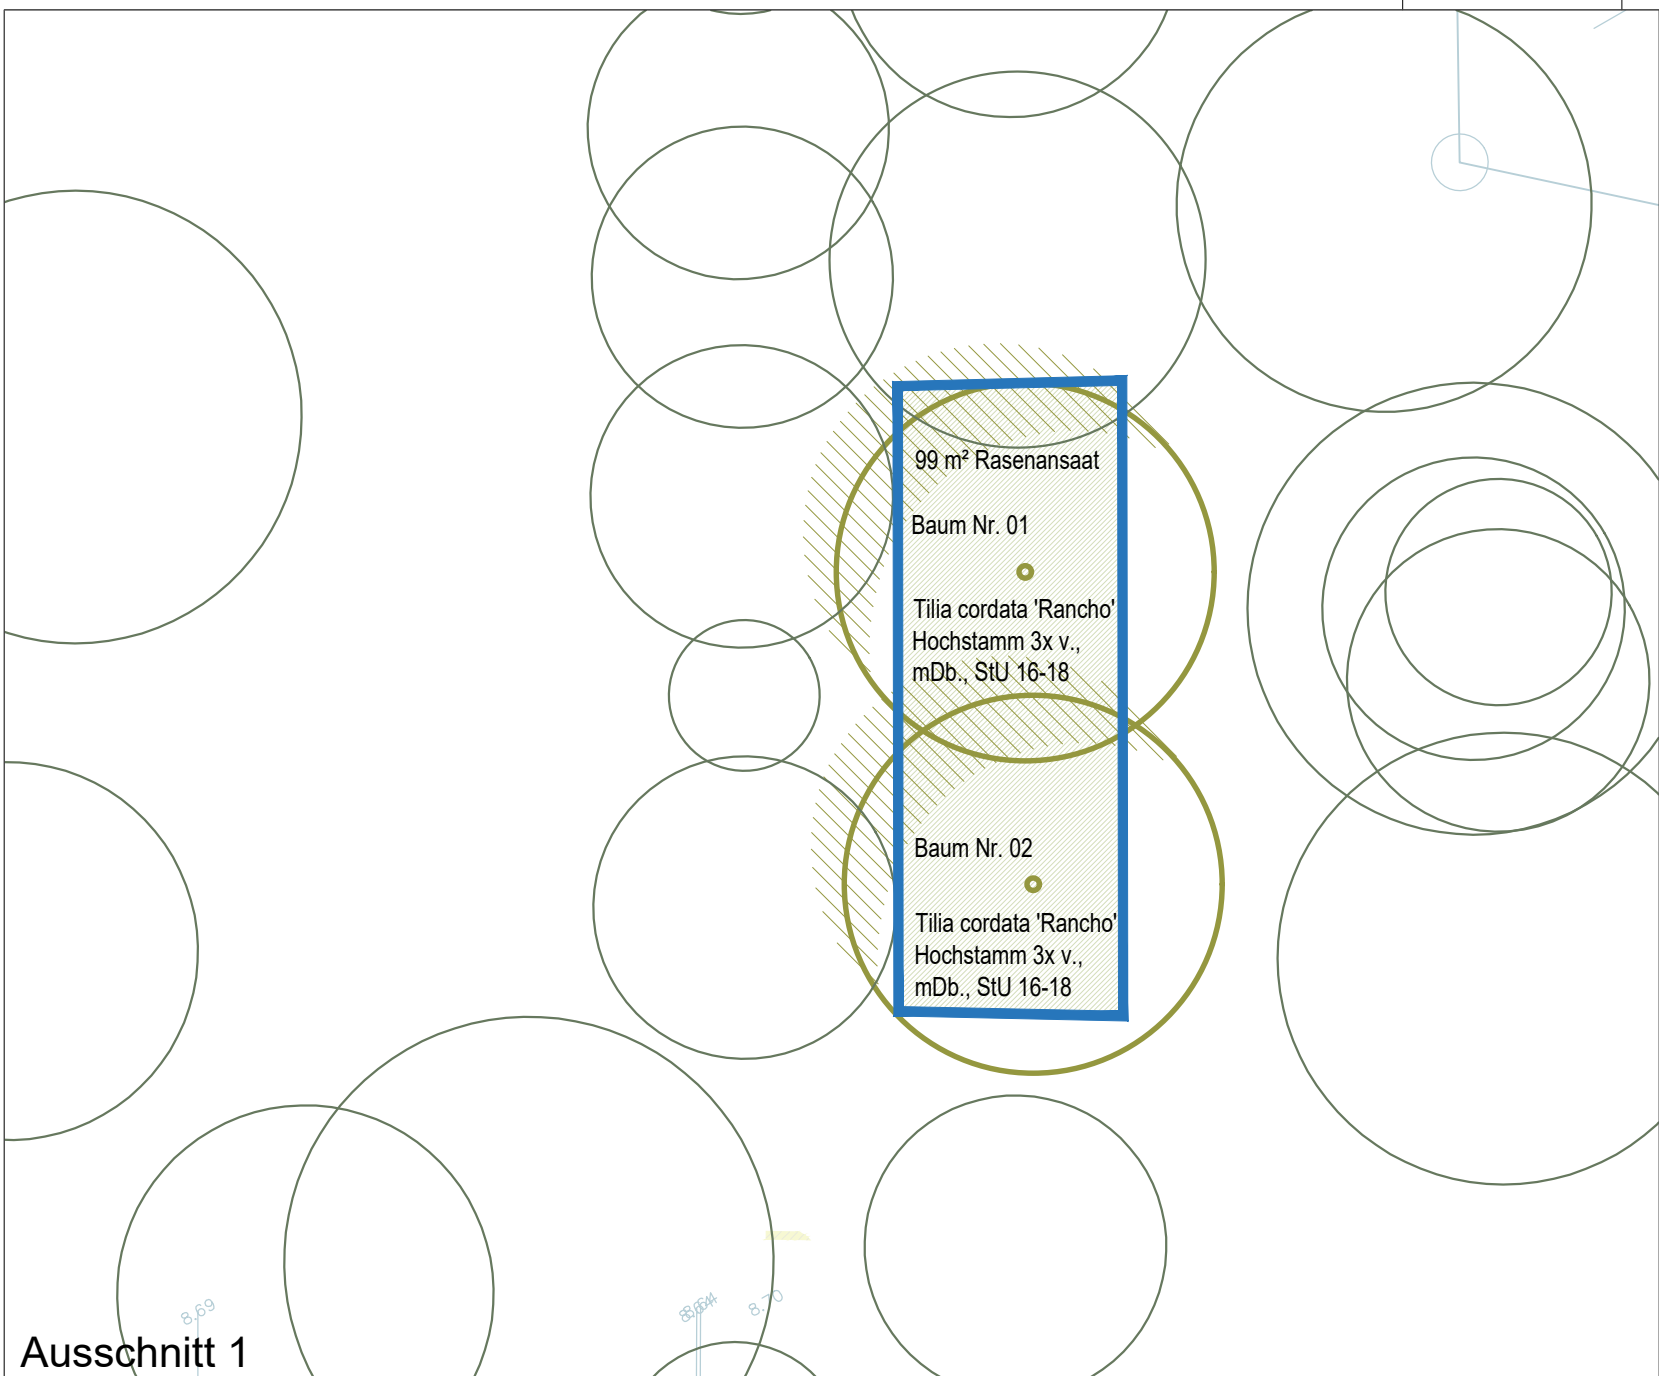 99 m² Rasenansaat
Baum Nr. 01
Tilia cordata 'Rancho'
Hochstamm 3x v.,
mDb., StU 16-18
Baum Nr. 02
Tilia cordata 'Rancho'
Hochstamm 3x v.,
mDb., StU 16-18
8.69
8.70
Ausschnitt 1